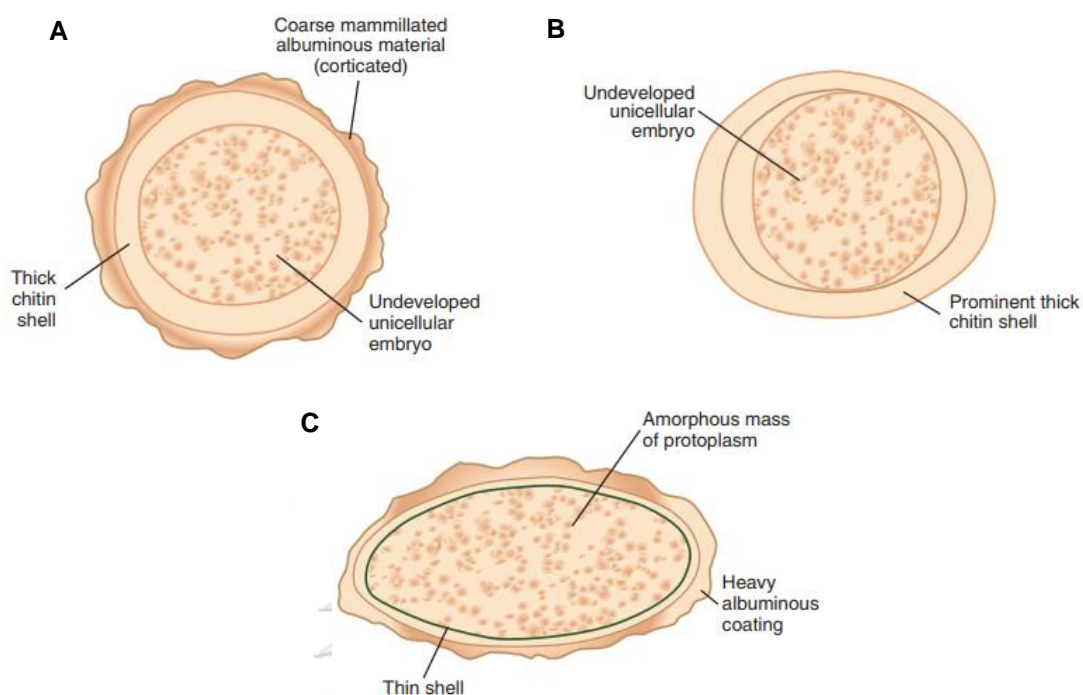 A
Coarse mammillated
albuminous material
(corticated)
Thick
chitin
shell
Undeveloped
unicellular
embryo
B
Undeveloped
unicellular
embryo
Prominent thick
chitin shell
C
Amorphous mass
of protoplasm
Heavy
albuminous
coating
Thin shell